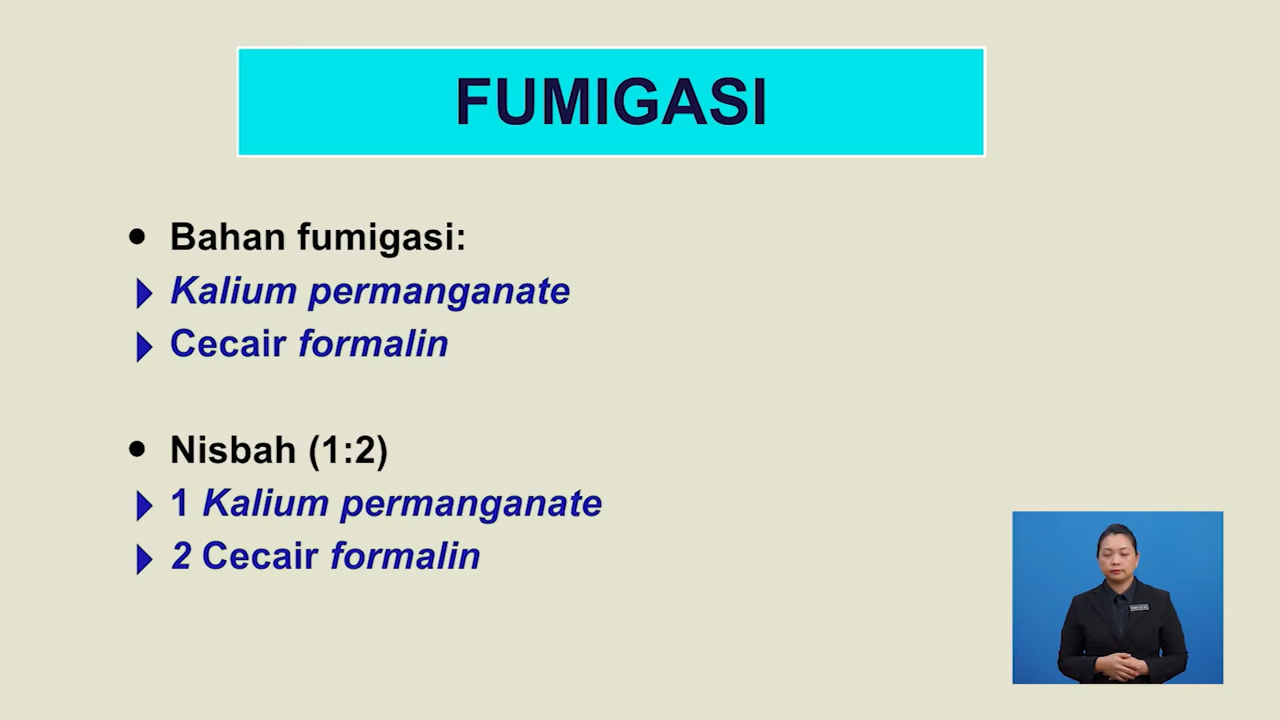 FUMIGASI
• Bahan fumigasi:
Kalium permanganate
Cecair formalin
• Nisbah (1:2)
1 Kalium permanganate
2 Cecair formalin